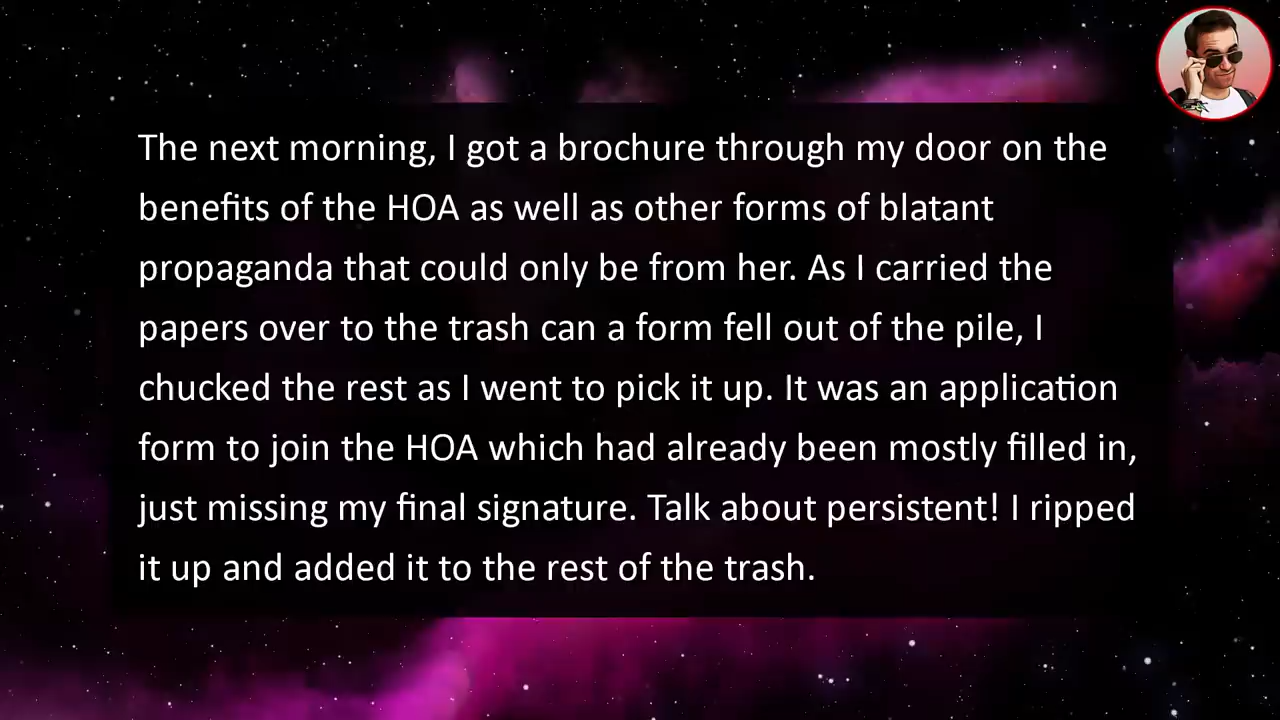 The next morning, I got a brochure through my door on the
benefits of the HOA as well as other forms of blatant
propaganda that could only be from her. As I carried the
papers over to the trash can a form fell out of the pile, I
chucked the rest as I went to pick it up. It was an application
form to join the HOA which had already been mostly filled in,
just missing my final signature. Talk about persistent! I ripped
it up and added it to the rest of the trash.